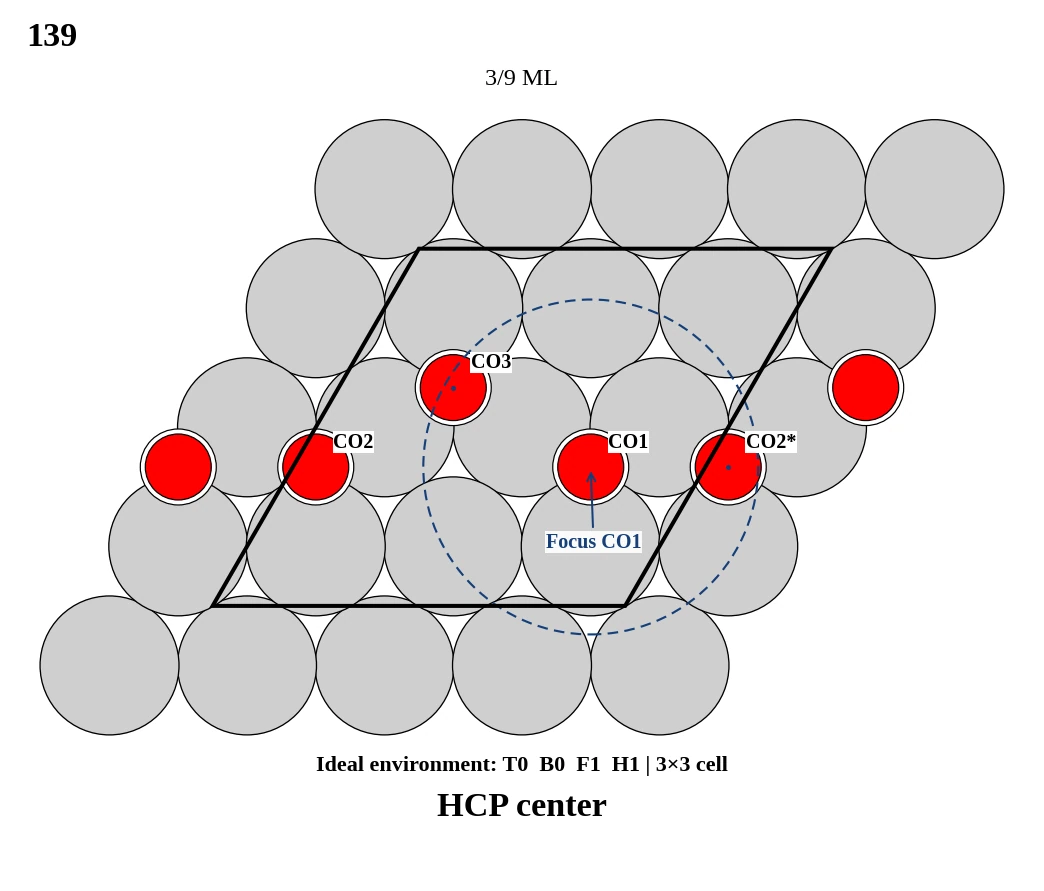 139
3/9 ML
CO3
CO2
CO1
CO2*
Focus CO1
Ideal environment: T0 B0 F1 H1 | 3×3 cell
HCP center